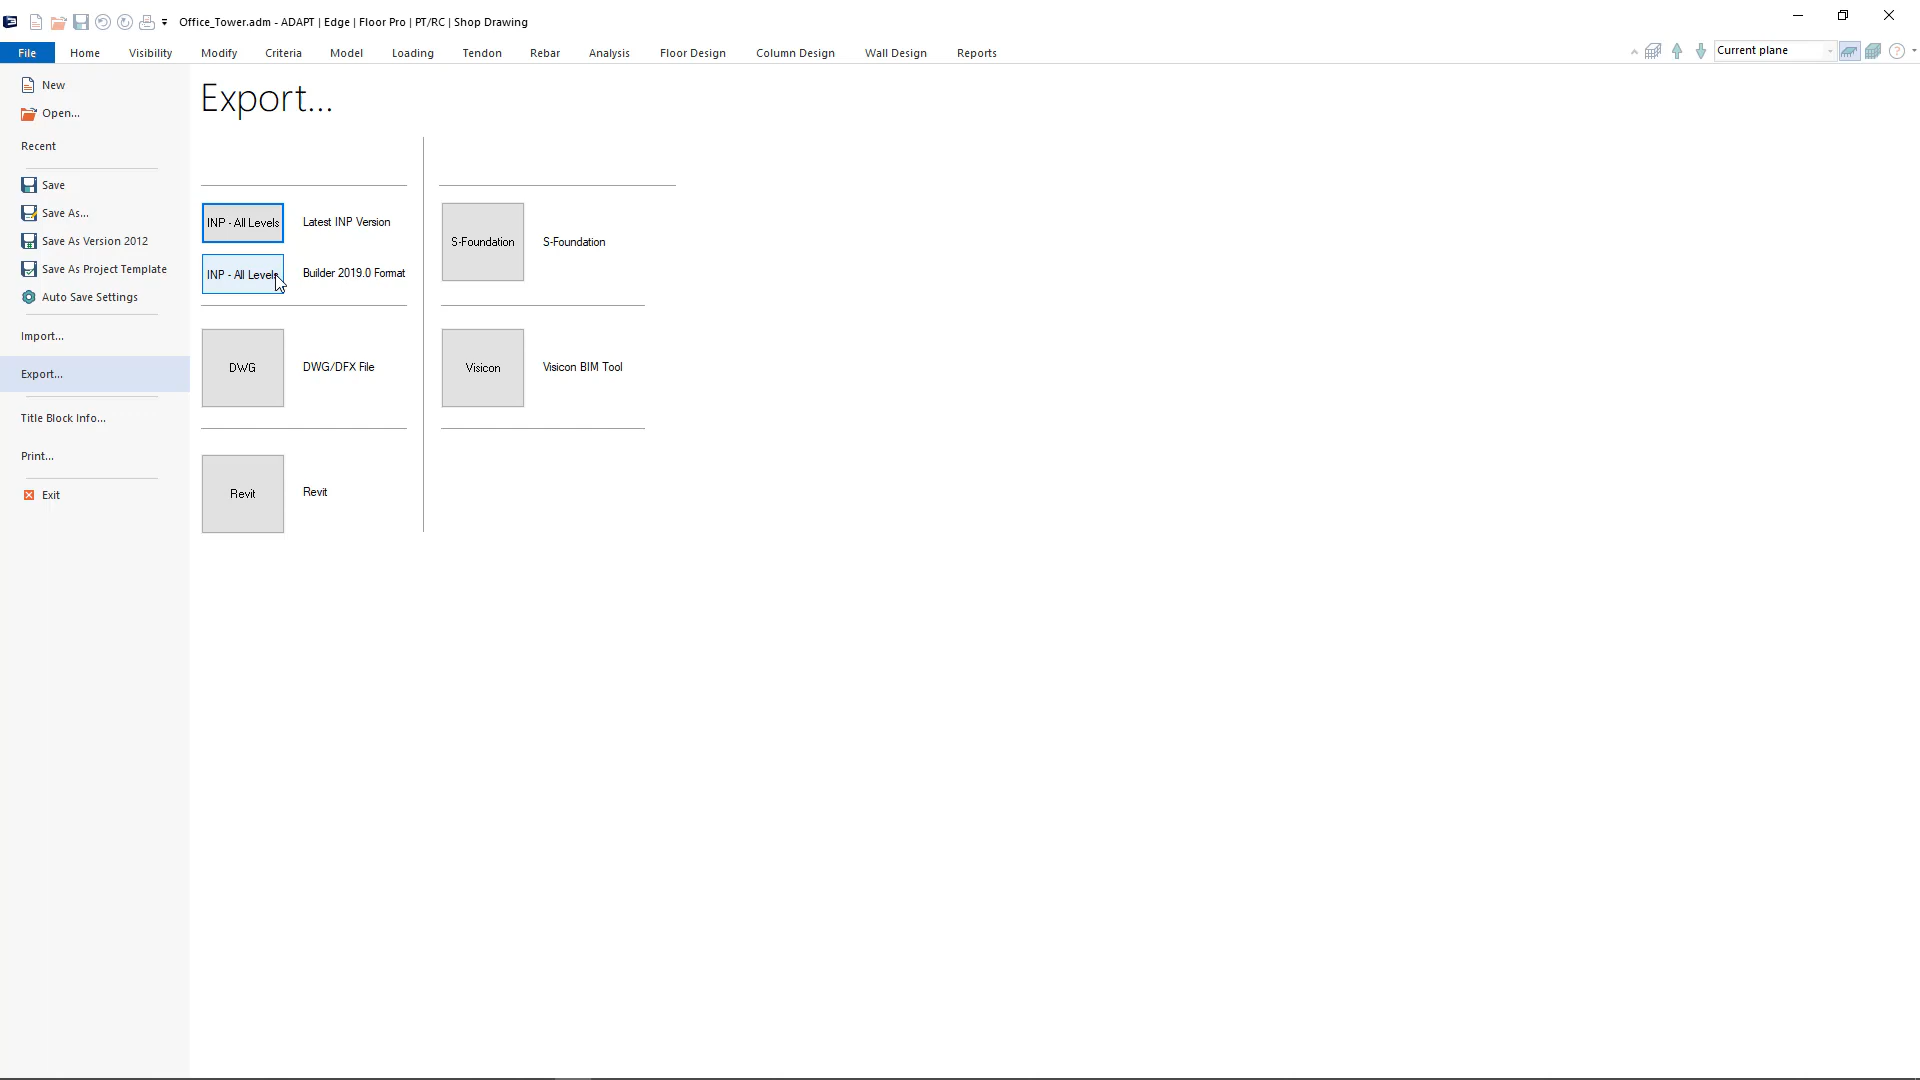 Office_Tower.adm - ADAPT | Edge | Floor Pro | PT/RC | Shop Drawing
File Home Visibility Modify Criteria Model Loading Tendon Rebar Analysis Floor Design Column Design Wall Design Reports Current plane
New
Open...
Recent
Save
Save As...
Save As Version 2012
Save As Project Template
Auto Save Settings
Import...
Export...
Title Block Info...
Print...
Exit
Export...
INP - All Levels Latest INP Version
INP - All Levels Builder 2019.0 Format
DWG DWG/DFX File
Revit Revit
S-Foundation S-Foundation
Visicon Visicon BIM Tool